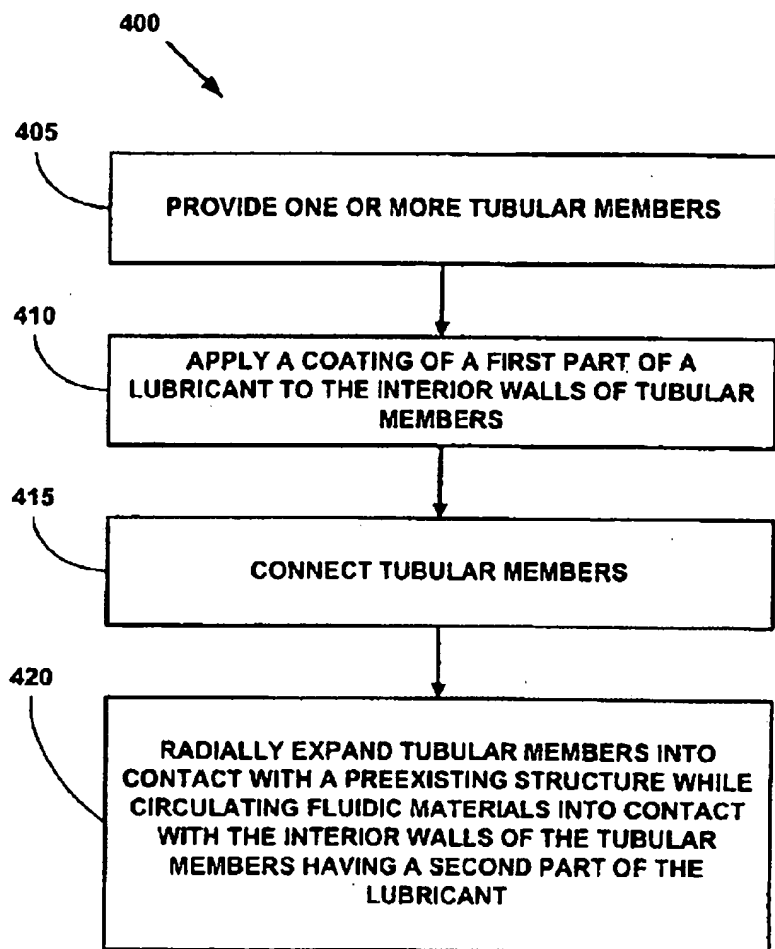 400
405
PROVIDE ONE OR MORE TUBULAR MEMBERS
410
APPLY A COATING OF A FIRST PART OF A
LUBRICANT TO THE INTERIOR WALLS OF TUBULAR
MEMBERS
415
CONNECT TUBULAR MEMBERS
420
RADIALLY EXPAND TUBULAR MEMBERS INTO
CONTACT WITH A PREEXISTING STRUCTURE WHILE
CIRCULATING FLUIDIC MATERIALS INTO CONTACT
WITH THE INTERIOR WALLS OF THE TUBULAR
MEMBERS HAVING A SECOND PART OF THE
LUBRICANT